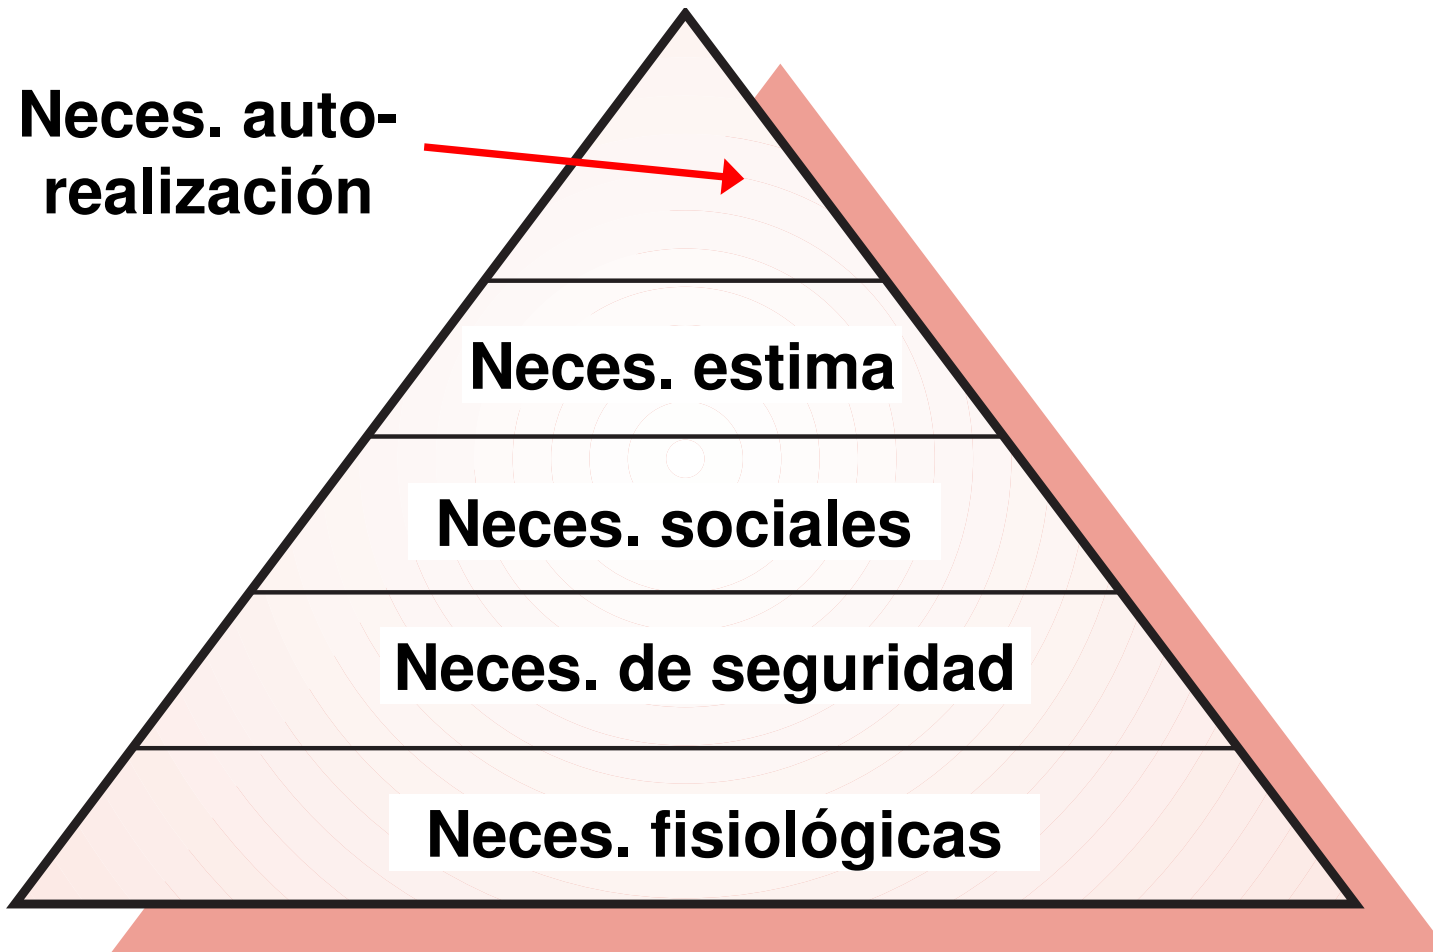 Neces. auto-
realización
Neces. estima
Neces. sociales
Neces. de seguridad
Neces. fisiológicas